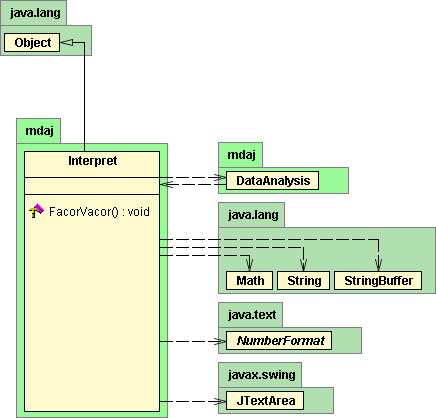 java.lang
Object
mdaj
Interpret
FacorVacor() : void
mdaj
DataAnalysis
java.lang
Math
String
StringBuffer
java.text
NumberFormat
javax.swing
JTextArea